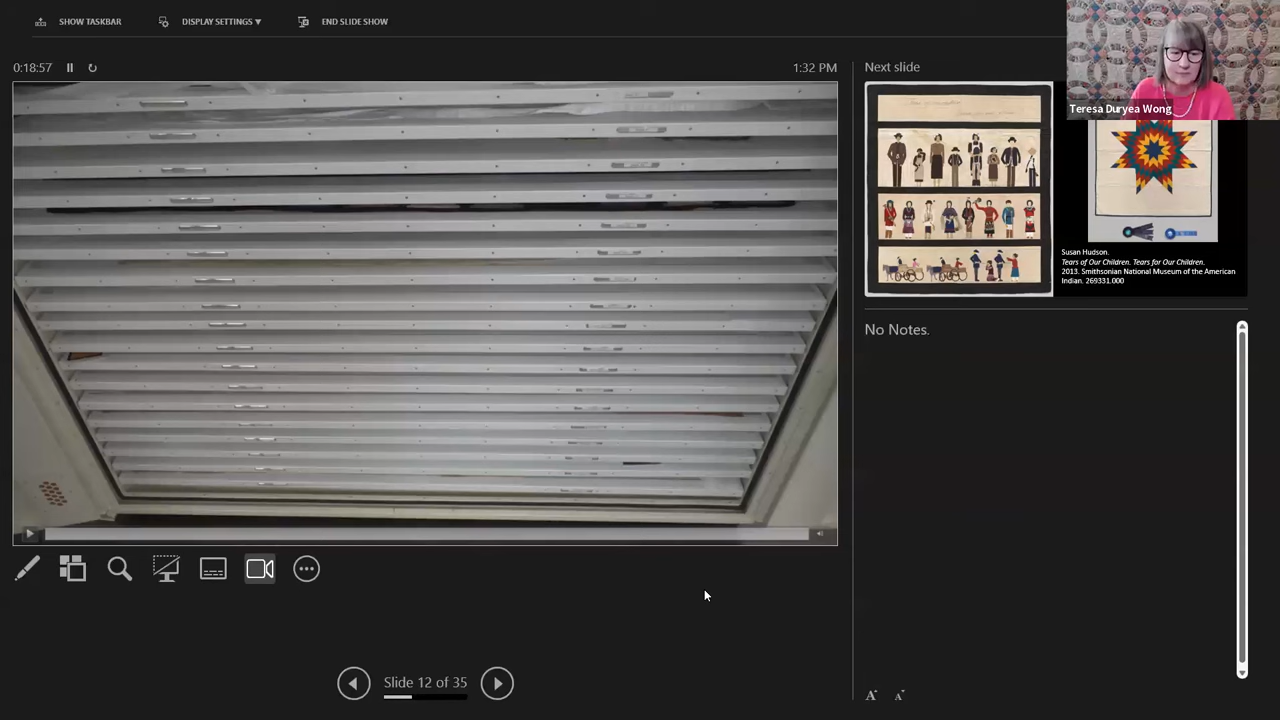 SHOW TASKBAR
DISPLAY SETTINGS ▼
END SLIDE SHOW
0:18:57
1:32 PM
Next slide
Teresa Duryea Wong
Susan Hudson.
Tears of Our Children. Tears for Our Children.
2013. Smithsonian National Museum of the American
Indian. 269331.000
No Notes.
Slide 12 of 35
A
A